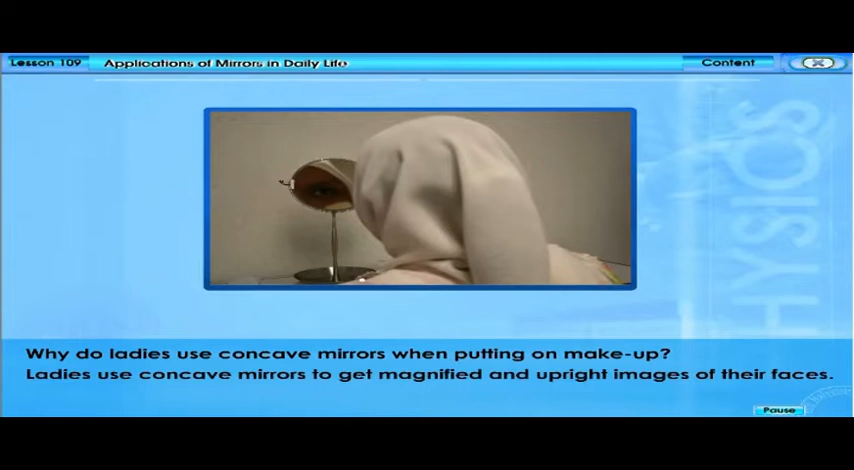 Lesson 109
Applications of Mirrors in Daily Life
Content
PHYSICS
Why do ladies use concave mirrors when putting on make-up?
Ladies use concave mirrors to get magnified and upright images of their faces.
Pause